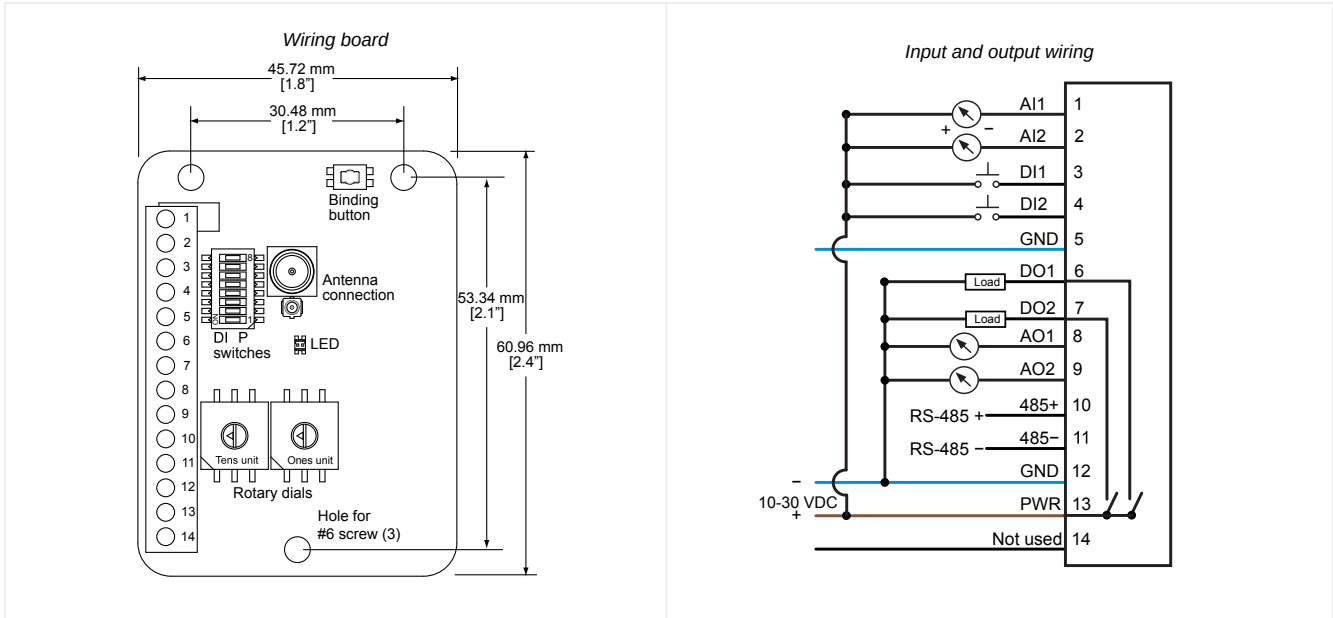 Wiring board
45.72 mm
[1.8”]
30.48 mm
[1.2”]
Binding
button
1
2
3
4
5
6
7
8
9
10
11
12
13
14
8
ON
1
DI P
switches
Antenna
connection
LED
53.34 mm
[2.1”]
60.96 mm
[2.4”]
Tens unit
Ones unit
Rotary dials
Hole for
#6 screw (3)
Input and output wiring
AI1 1
+ −
AI2 2
DI1 3
DI2 4
GND 5
DO1 6
Load
DO2 7
Load
AO1 8
AO2 9
RS-485 + 485+ 10
RS-485 − 485− 11
− GND 12
10-30 VDC
+ PWR 13
Not used 14